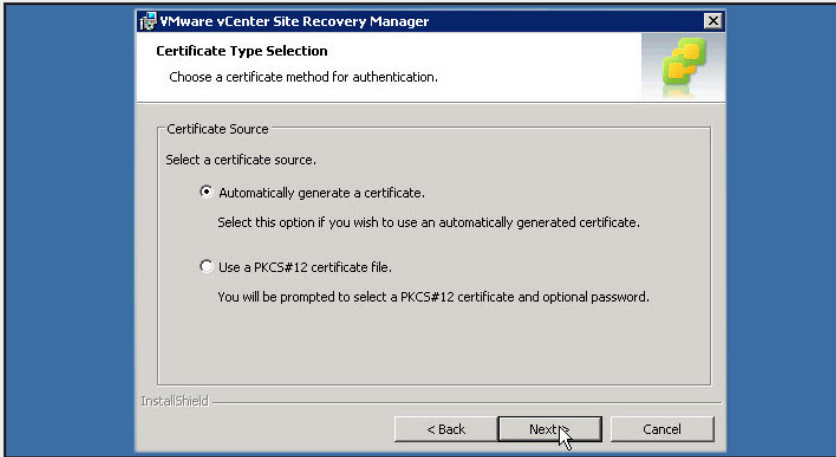 VMware vCenter Site Recovery Manager
Certificate Type Selection
Choose a certificate method for authentication.
Certificate Source
Select a certificate source.
Automatically generate a certificate.
Select this option if you wish to use an automatically generated certificate.
Use a PKCS#12 certificate file.
You will be prompted to select a PKCS#12 certificate and optional password.
InstallShield
< Back
Next >
Cancel